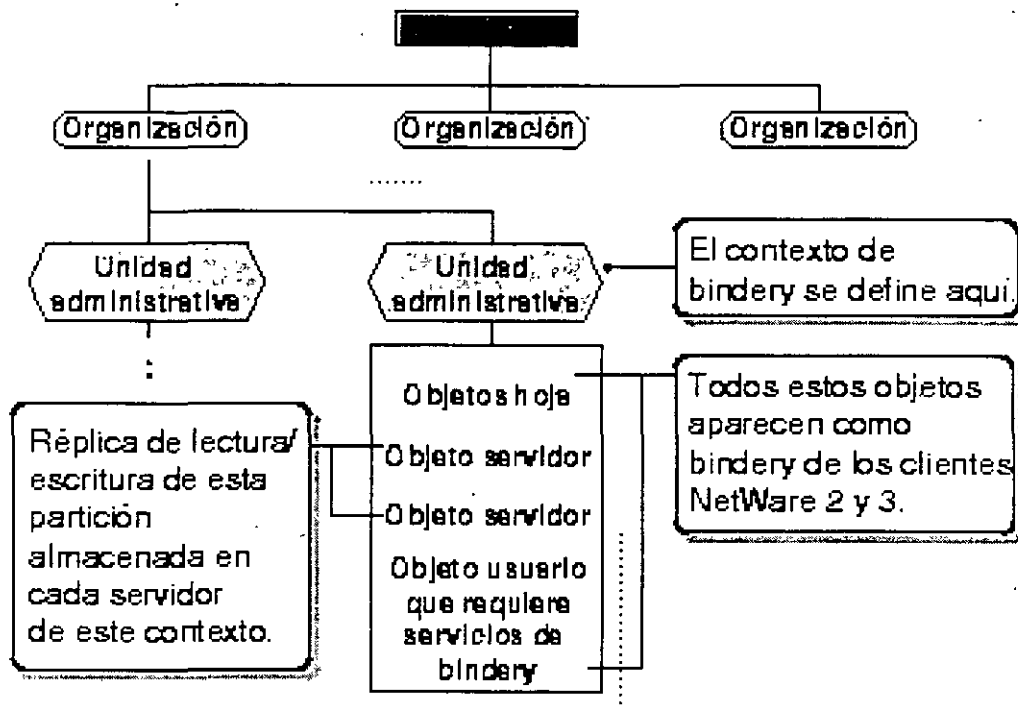 Organización
Organización
Organización
Unidad
administrativa
Unidad
administrativa
El contexto de
bindery se define aquí.
Objetos hoja
Objeto servidor
Objeto servidor
Objeto usuario
que requiere
servicios de
bindery
Todos estos objetos
aparecen como
bindery de los clientes
NetWare 2 y 3.
Réplica de lectura/
escritura de esta
partición
almacenada en
cada servidor
de este contexto.